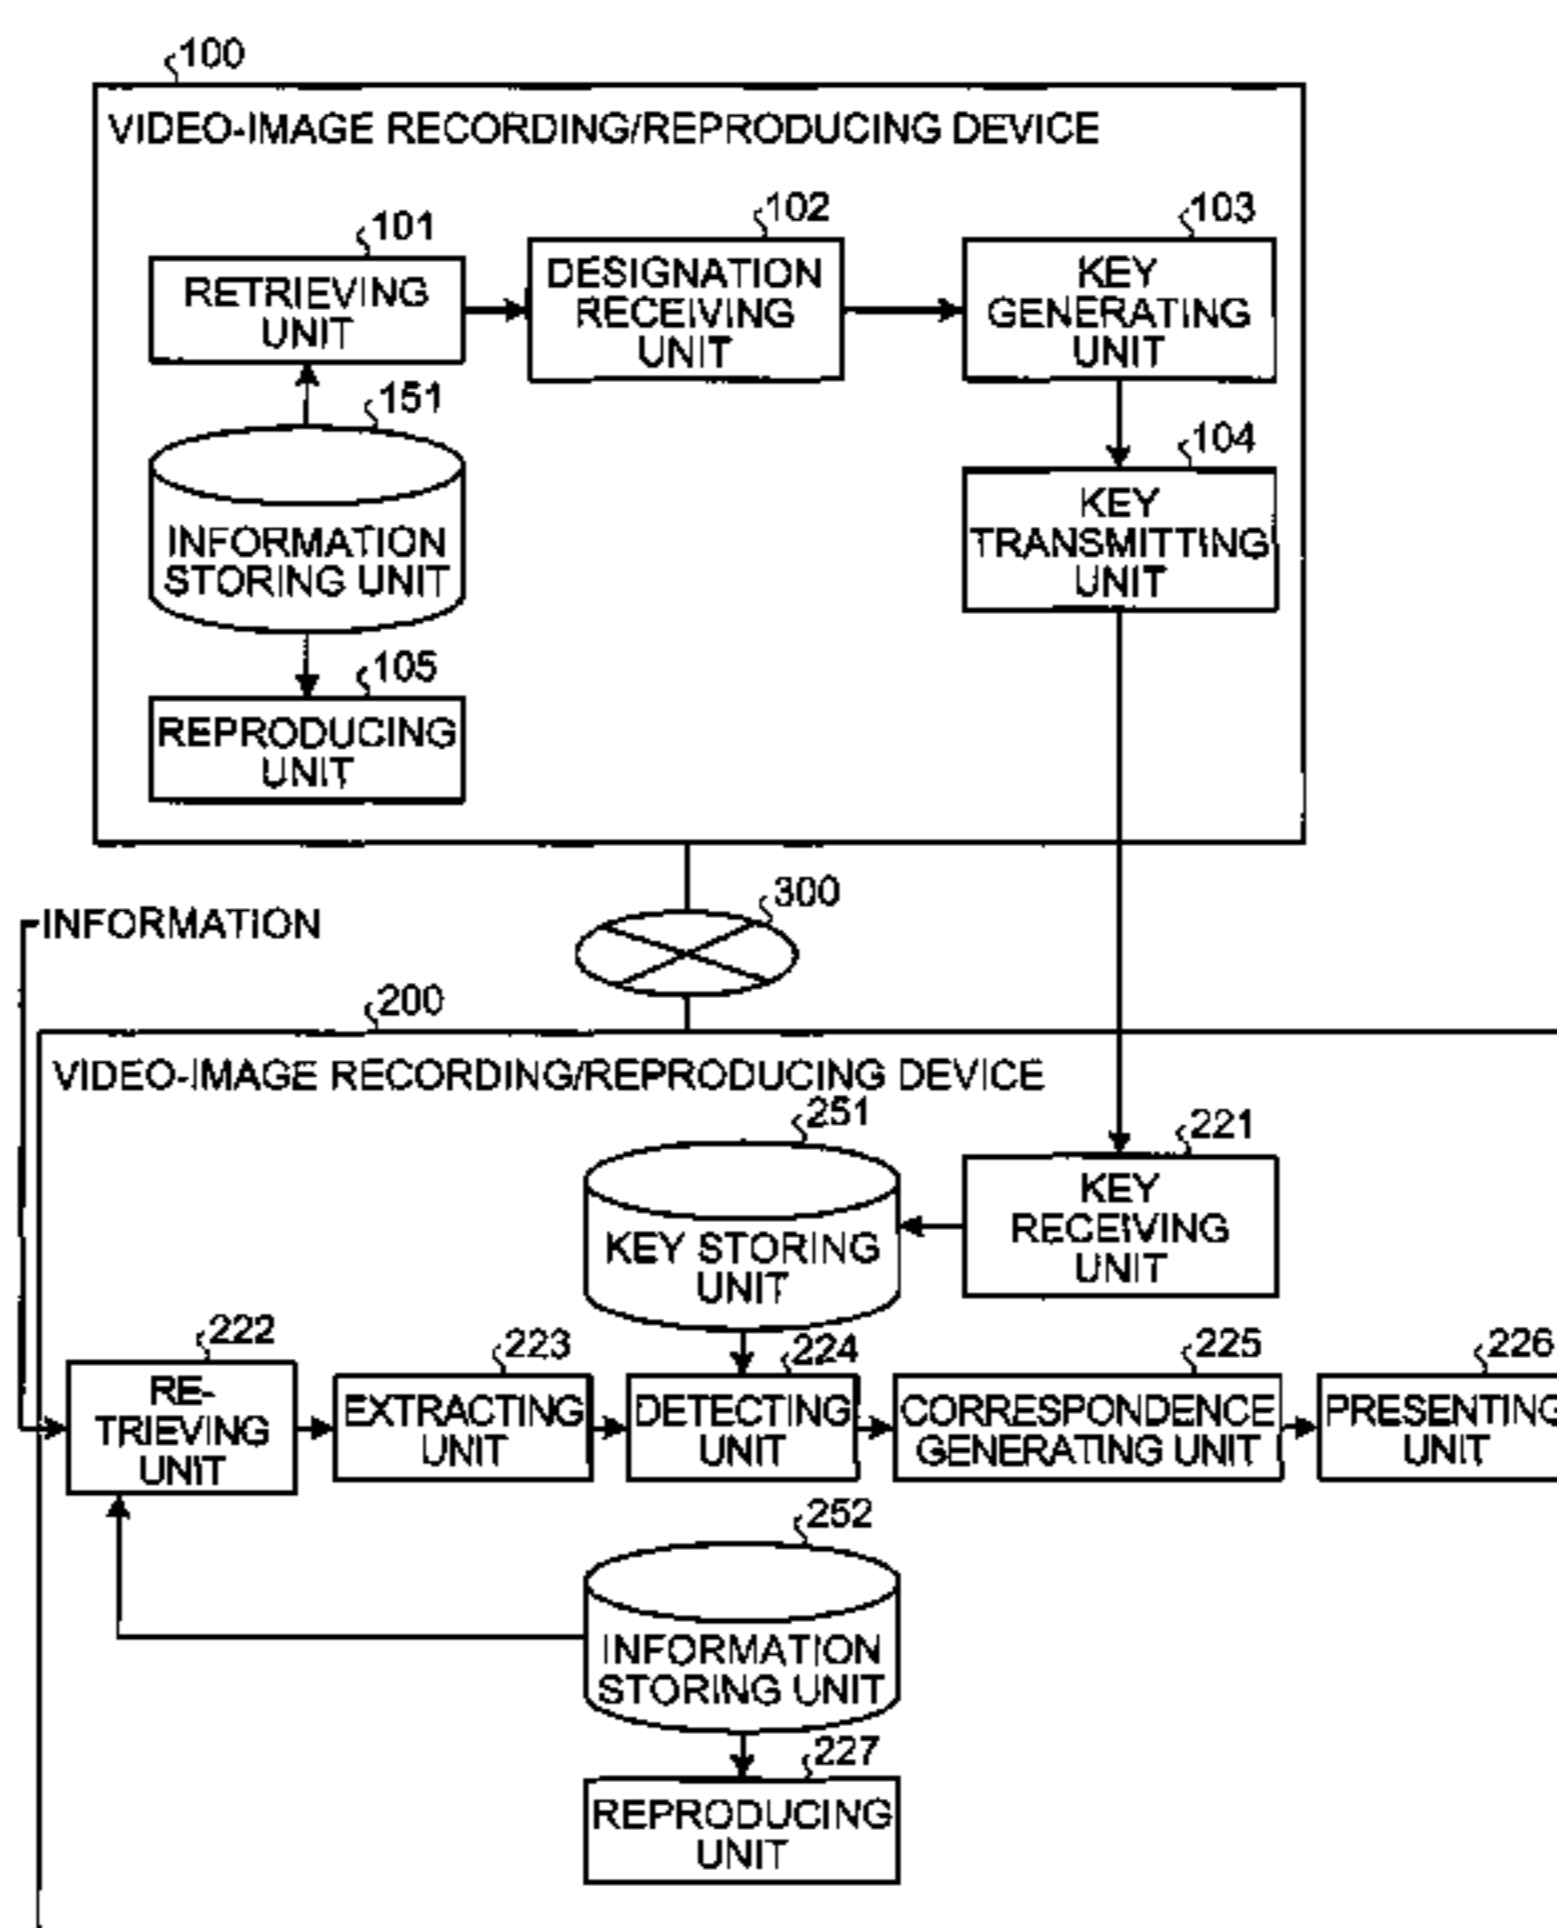 100
VIDEO-IMAGE RECORDING/REPRODUCING DEVICE
101
RETRIEVING
UNIT
102
DESIGNATION
RECEIVING
UNIT
103
KEY
GENERATING
UNIT
151
INFORMATION
STORING UNIT
104
KEY
TRANSMITTING
UNIT
105
REPRODUCING
UNIT
INFORMATION
300
200
VIDEO-IMAGE RECORDING/REPRODUCING DEVICE
251
KEY STORING
UNIT
221
KEY
RECEIVING
UNIT
222
RE-
TRIEVING
UNIT
223
EXTRACTING
UNIT
224
DETECTING
UNIT
225
CORRESPONDENCE
GENERATING UNIT
226
PRESENTING
UNIT
252
INFORMATION
STORING UNIT
227
REPRODUCING
UNIT